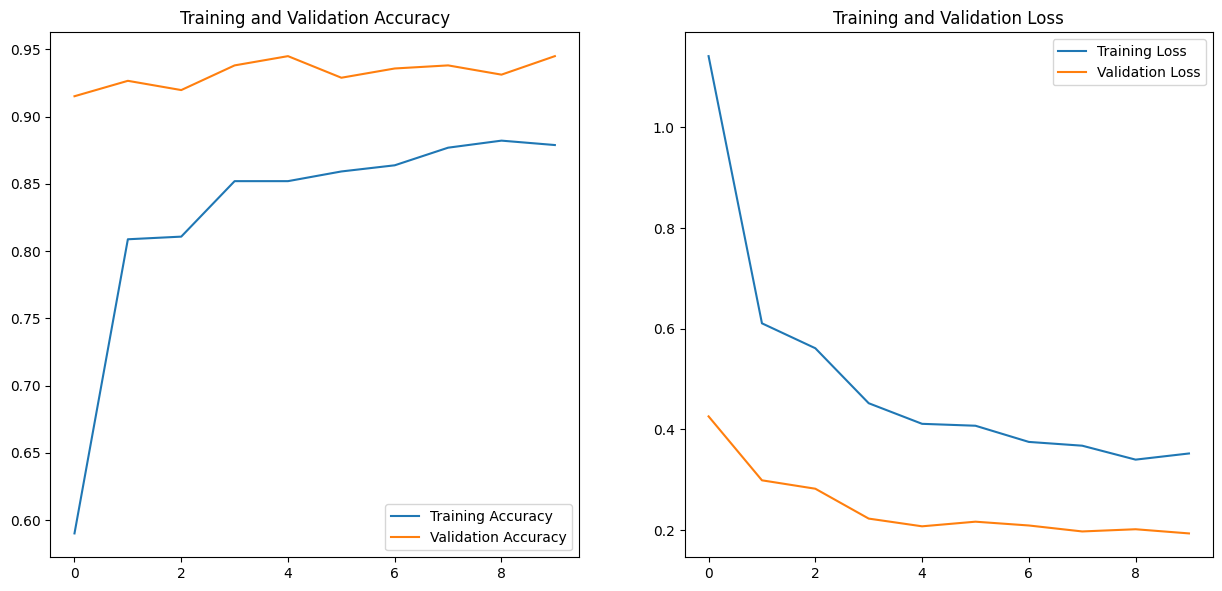 Training and Validation Accuracy
0.95
0.90
0.85
0.80
0.75
0.70
0.65
0.60
Training Accuracy
Validation Accuracy
0 2 4 6 8
Training and Validation Loss
Training Loss
Validation Loss
1.0
0.8
0.6
0.4
0.2
0 2 4 6 8